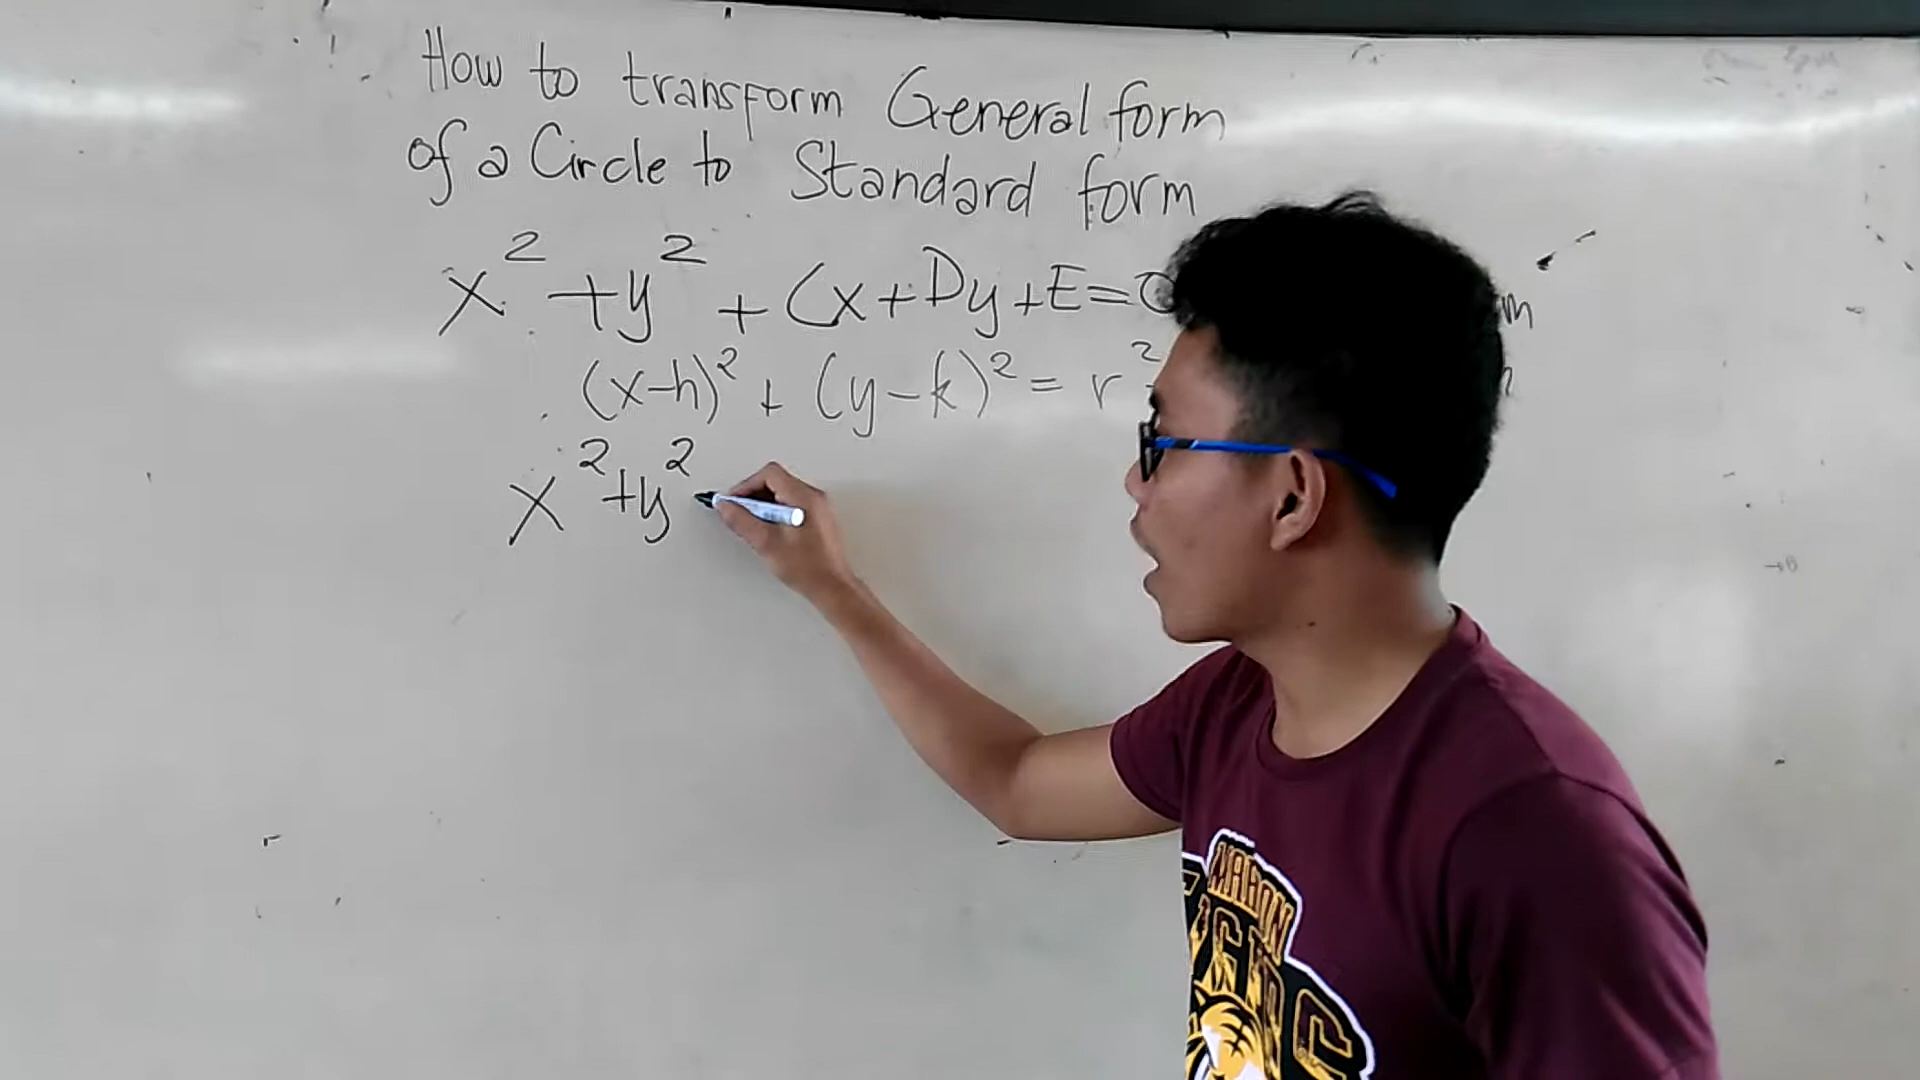 How to transform General form
of a Circle to Standard form
x² + y² + Cx + Dy + E = 0
(x-h)² + (y-k)² = r²
x² + y²